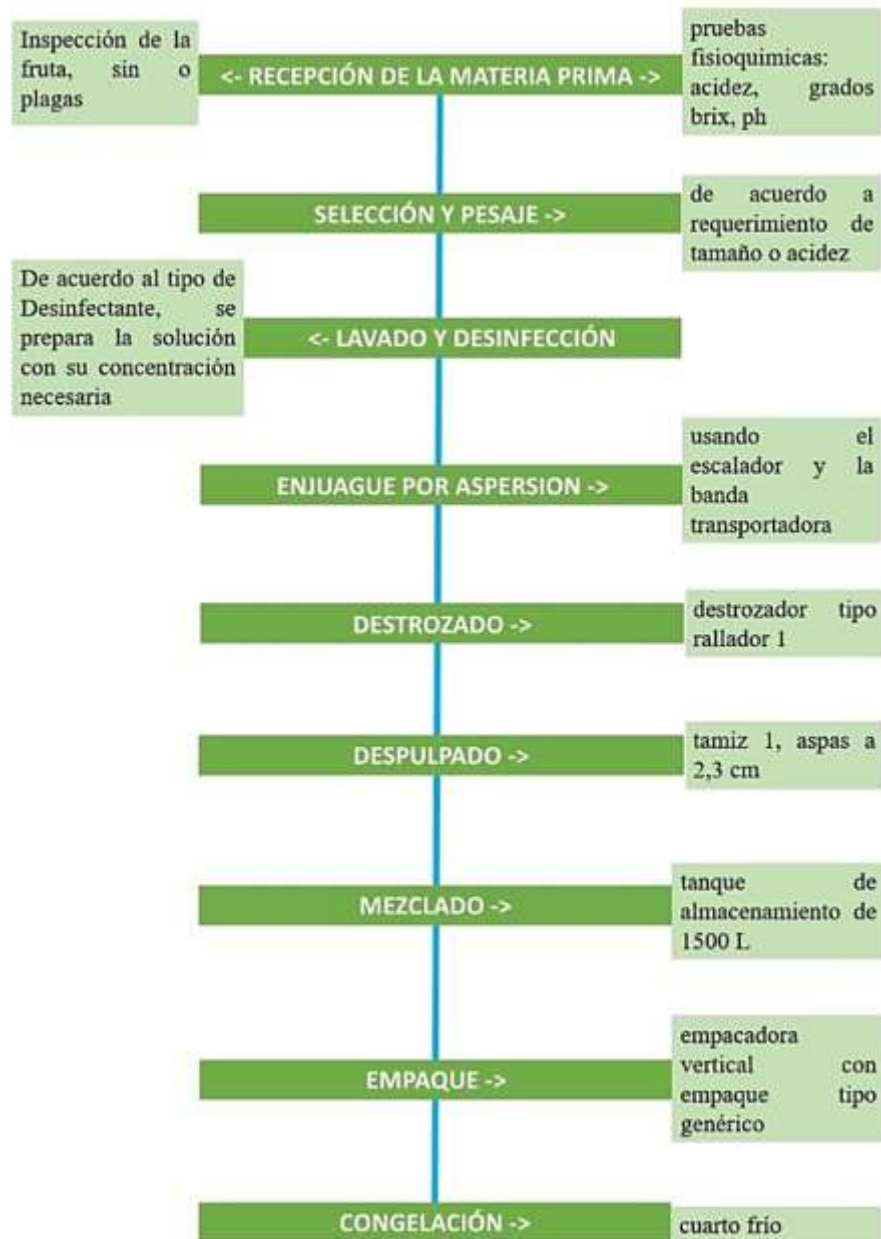 Inspección de la
fruta, sin o
plagas
<- RECEPCIÓN DE LA MATERIA PRIMA ->
pruebas
fisioquimicas:
acidez, grados
brix, ph
SELECCIÓN Y PESAJE ->
de acuerdo a
requerimiento de
tamaño o acidez
De acuerdo al tipo de
Desinfectante, se
prepara la solución
con su concentración
necesaria
<- LAVADO Y DESINFECCIÓN
ENJUAGUE POR ASPERSION ->
usando el
escalador y la
banda
transportadora
DESTROZADO ->
destrozador tipo
rallador 1
DESPULPADO ->
tamiz 1, aspas a
2,3 cm
MEZCLADO ->
tanque de
almacenamiento de
1500 L
EMPAQUE ->
empacadora
vertical con
empaque tipo
genérico
CONGELACIÓN ->
cuarto frio